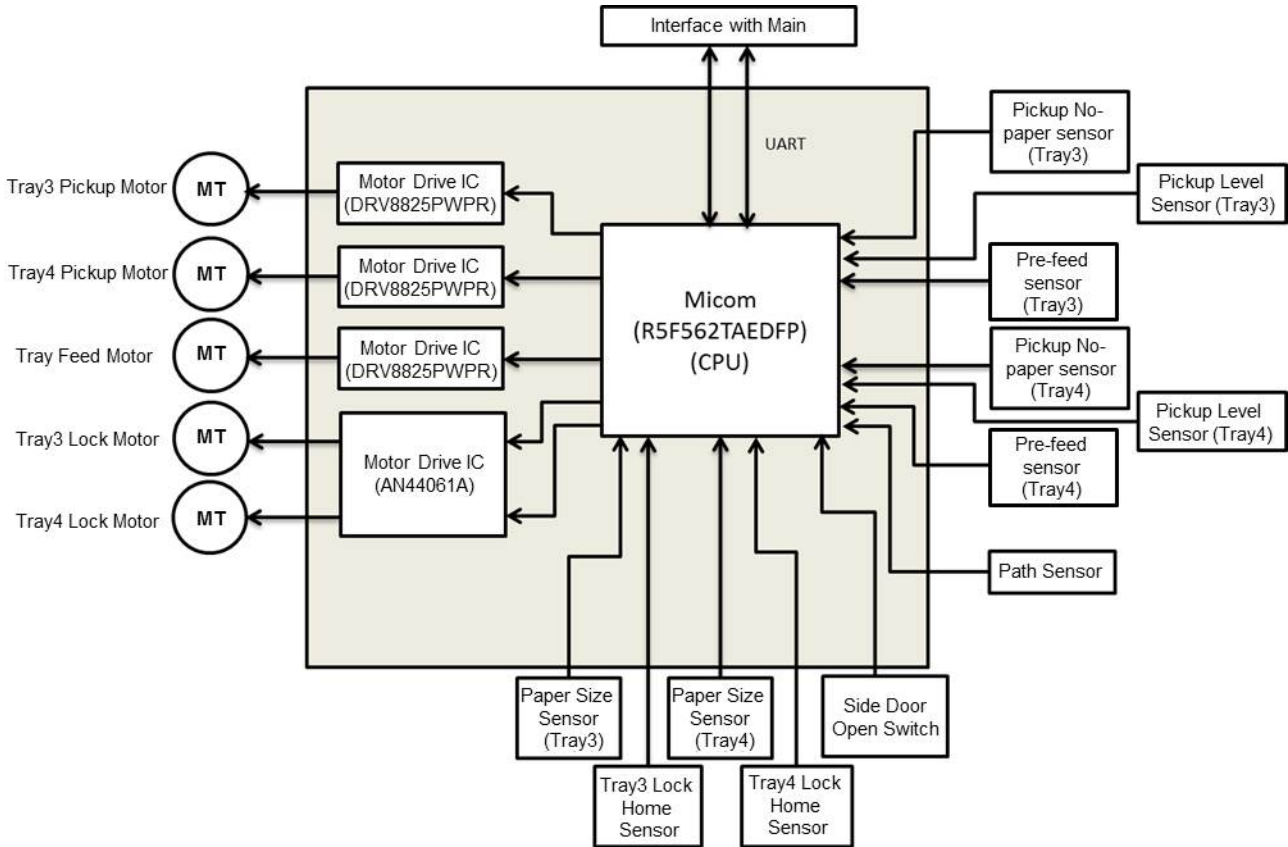 Interface with Main
UART
Tray3 Pickup Motor
MT
Motor Drive IC
(DRV8825PWPR)
Tray4 Pickup Motor
MT
Motor Drive IC
(DRV8825PWPR)
Tray Feed Motor
MT
Motor Drive IC
(DRV8825PWPR)
Tray3 Lock Motor
MT
Motor Drive IC
(AN44061A)
Tray4 Lock Motor
MT
Micom
(R5F562TAEDFP)
(CPU)
Pickup No-
paper sensor
(Tray3)
Pickup Level
Sensor (Tray3)
Pre-feed
sensor
(Tray3)
Pickup No-
paper sensor
(Tray4)
Pickup Level
Sensor (Tray4)
Pre-feed
sensor
(Tray4)
Path Sensor
Paper Size
Sensor
(Tray3)
Paper Size
Sensor
(Tray4)
Side Door
Open Switch
Tray3 Lock
Home
Sensor
Tray4 Lock
Home
Sensor